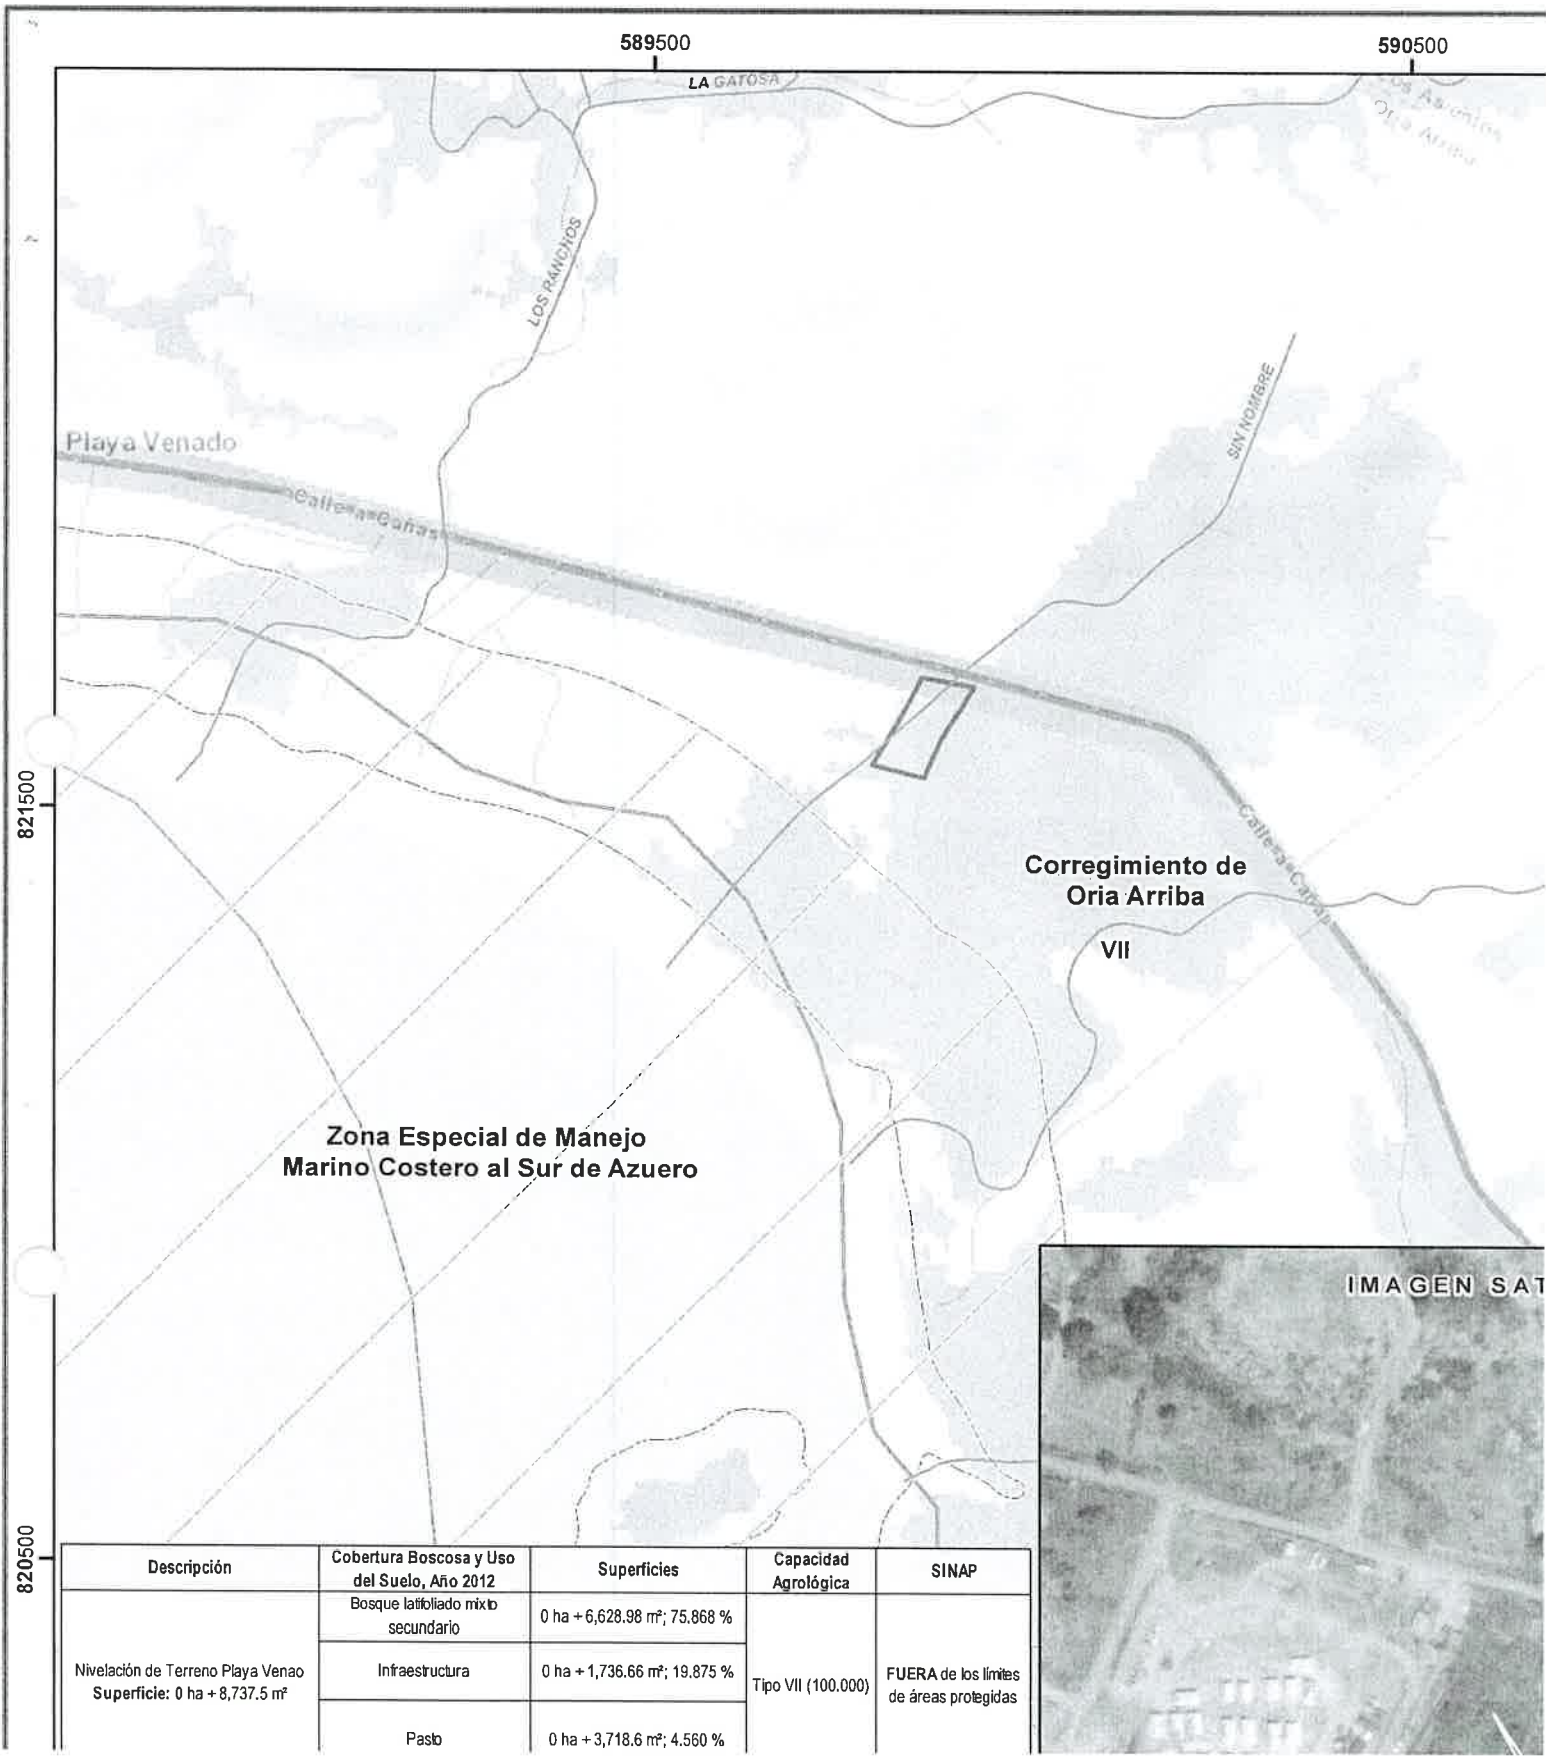 589500
590500
LA GATOSA
Oria Arriba
LOS RANCHOS
SIN NOMBRE
Playa Venado
Calle a Cañas
821500
Calle a Cañas
Corregimiento de
Oria Arriba
VII
Zona Especial de Manejo
Marino Costero al Sur de Azuero
IMAGEN SAT
820500
Descripción
Cobertura Boscosa y Uso
del Suelo, Año 2012
Superficies
Capacidad
Agrológica
SINAP
Nivelación de Terreno Playa Venao
Superficie: 0 ha + 8,737.5 m²
Bosque latifoliado mixto
secundario
0 ha + 6,628.98 m²; 75.868 %
Infraestructura
0 ha + 1,736.66 m²; 19.875 %
Pasto
0 ha + 3,718.6 m²; 4.560 %
Tipo VII (100.000)
FUERA de los límites
de áreas protegidas